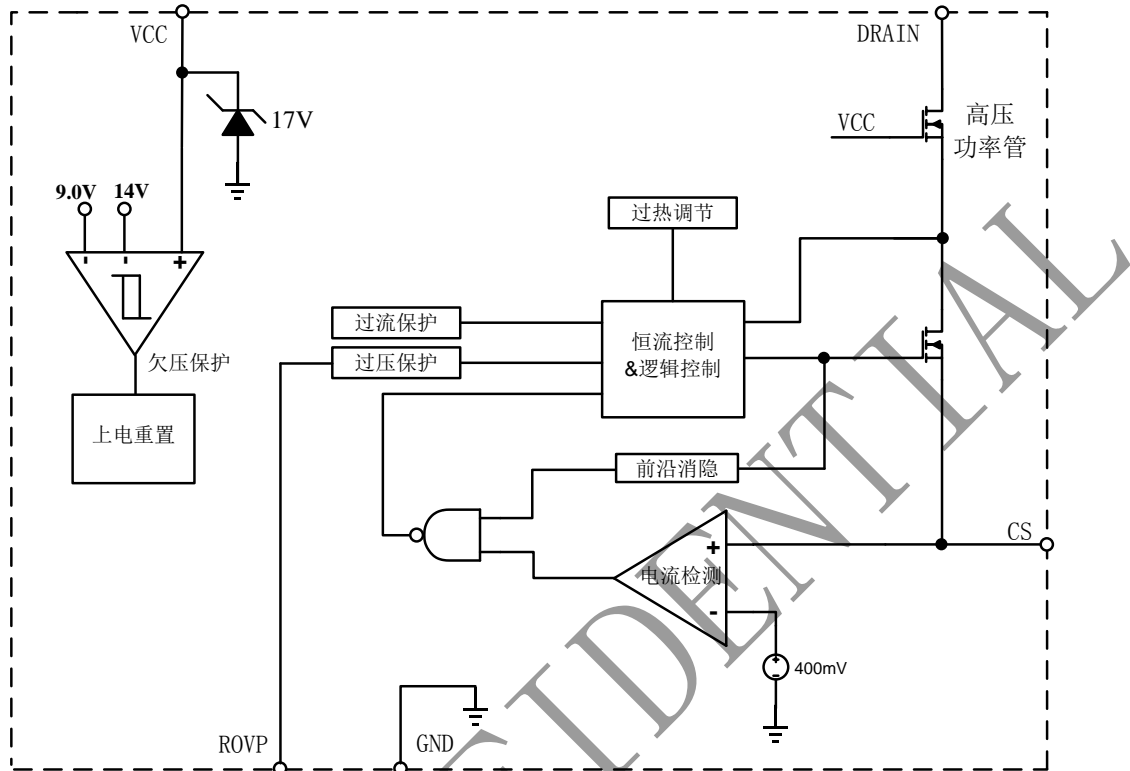 VCC
DRAIN
17V
VCC
高压
功率管
9.0V
14V
- - +
过热调节
过流保护
过压保护
恒流控制
&逻辑控制
欠压保护
上电重置
前沿消隐
CS
+
电流检测
-
+
-
400mV
ROVP
GND
IDENTIAL